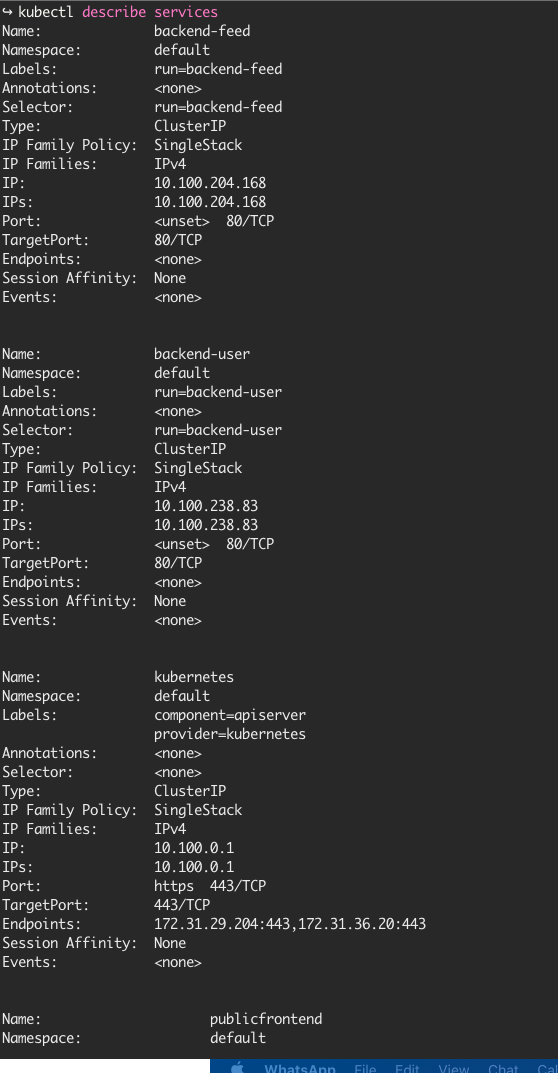 ↪ kubectl describe services
Name:              backend-feed
Namespace:         default
Labels:            run=backend-feed
Annotations:       <none>
Selector:          run=backend-feed
Type:              ClusterIP
IP Family Policy:  SingleStack
IP Families:       IPv4
IP:                10.100.204.168
IPs:               10.100.204.168
Port:              <unset>  80/TCP
TargetPort:        80/TCP
Endpoints:         <none>
Session Affinity:  None
Events:            <none>
Name:              backend-user
Namespace:         default
Labels:            run=backend-user
Annotations:       <none>
Selector:          run=backend-user
Type:              ClusterIP
IP Family Policy:  SingleStack
IP Families:       IPv4
IP:                10.100.238.83
IPs:               10.100.238.83
Port:              <unset>  80/TCP
TargetPort:        80/TCP
Endpoints:         <none>
Session Affinity:  None
Events:            <none>
Name:              kubernetes
Namespace:         default
Labels:            component=apiserver
                   provider=kubernetes
Annotations:       <none>
Selector:          <none>
Type:              ClusterIP
IP Family Policy:  SingleStack
IP Families:       IPv4
IP:                10.100.0.1
IPs:               10.100.0.1
Port:              https  443/TCP
TargetPort:        443/TCP
Endpoints:         172.31.29.204:443,172.31.36.20:443
Session Affinity:  None
Events:            <none>
Name:                     publicfrontend
Namespace:                default
WhatsApp File Edit View Chat